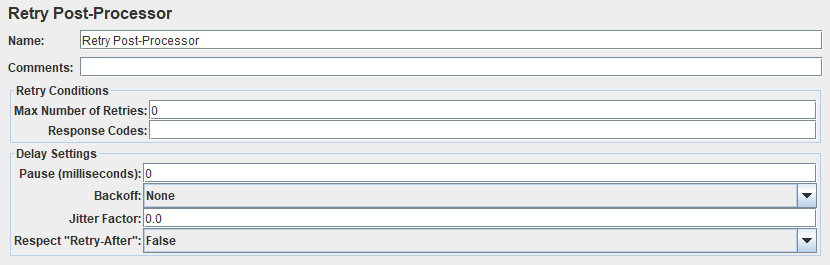 Retry Post-Processor
Name: Retry Post-Processor
Comments:
Retry Conditions
Max Number of Retries: 0
Response Codes:
Delay Settings
Pause (milliseconds): 0
Backoff: None
Jitter Factor: 0.0
Respect "Retry-After": False